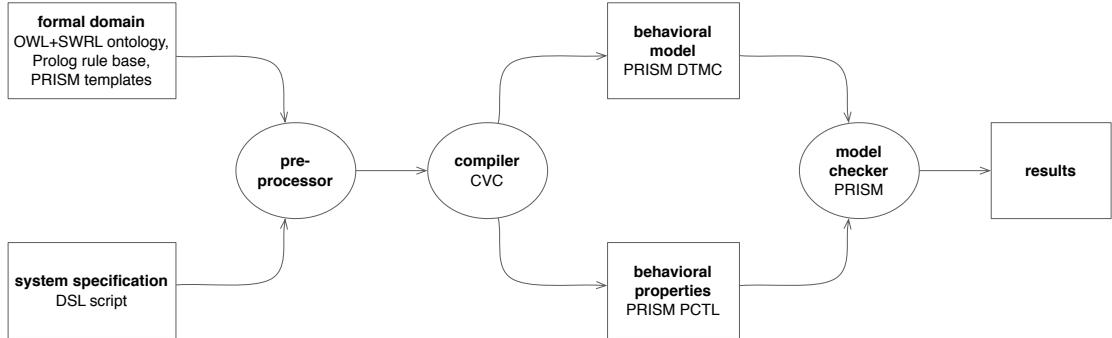 formal domain
OWL+SWRL ontology,
Prolog rule base,
PRISM templates
system specification
DSL script
pre-
processor
compiler
CVC
behavioral
model
PRISM DTMC
behavioral
properties
PRISM PCTL
model
checker
PRISM
results